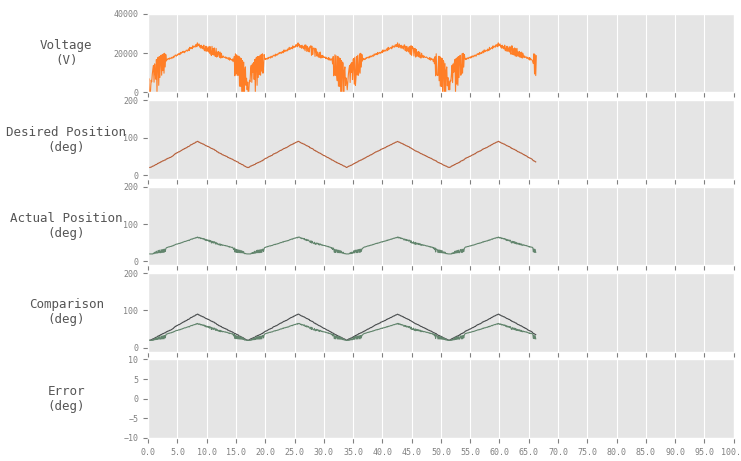 40000
Voltage
(V)
20000
0
200
Desired Position
(deg)
100
0
200
Actual Position
(deg)
100
0
200
Comparison
(deg)
100
0
10
5
Error
(deg)
0
−5
−10
0.0 5.0 10.0 15.0 20.0 25.0 30.0 35.0 40.0 45.0 50.0 55.0 60.0 65.0 70.0 75.0 80.0 85.0 90.0 95.0 100.